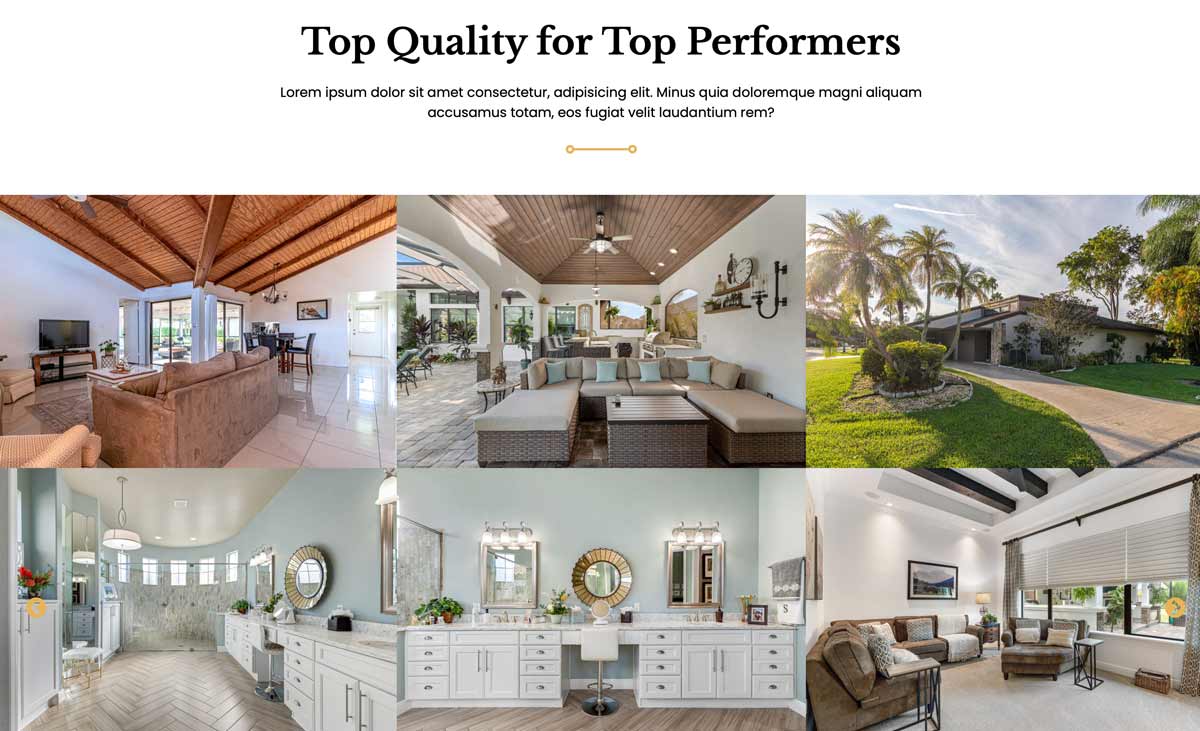 Top Quality for Top Performers
Lorem ipsum dolor sit amet consectetur, adipisicing elit. Minus quia doloremque magni aliquam
accusamus totam, eos fugiat velit laudantium rem?
S